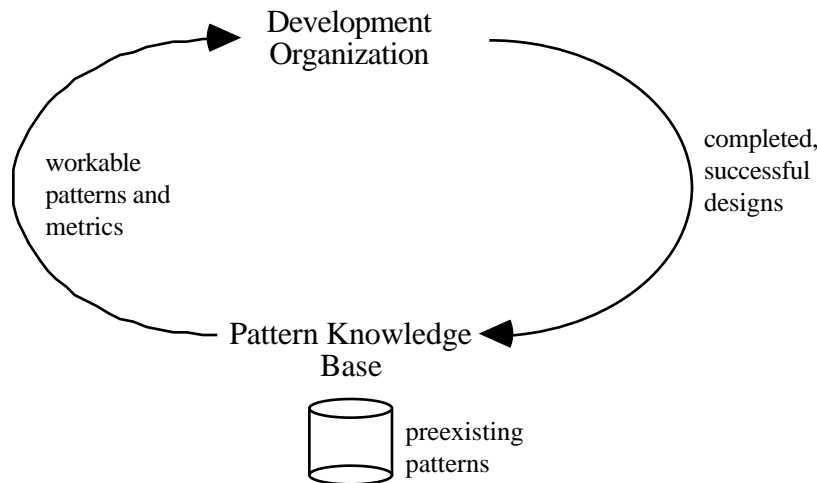 Development
Organization
workable
patterns and
metrics
completed,
successful
designs
Pattern Knowledge
Base
preexisting
patterns